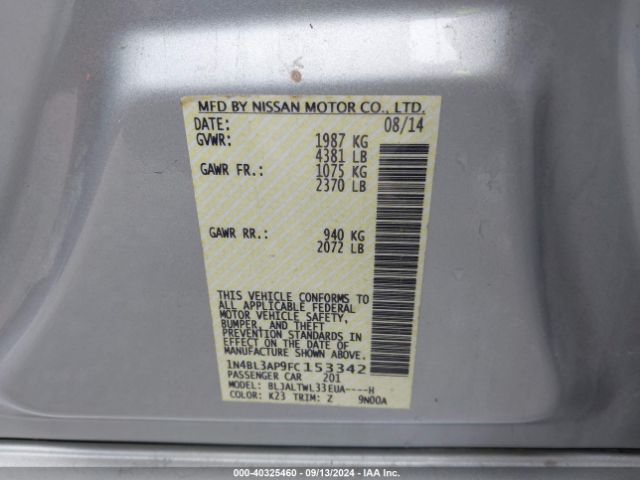 MFD BY NISSAN MOTOR CO., LTD.
DATE: 08/14
GVWR: 1987 KG
4381 LB
GAWR FR.: 1075 KG
2370 LB
GAWR RR.: 940 KG
2072 LB
THIS VEHICLE CONFORMS TO
ALL APPLICABLE FEDERAL
MOTOR VEHICLE SAFETY,
BUMPER, AND THEFT
PREVENTION STANDARDS IN
EFFECT ON THE DATE OF
MANUFACTURE SHOWN ABOVE.
1N4BL3AP9FC153342
PASSENGER CAR 201
MODEL: BLJALTWL33EUA----H
COLOR: K23 TRIM: Z 9N00A
000-40325460 - 09/13/2024 - IAA Inc.